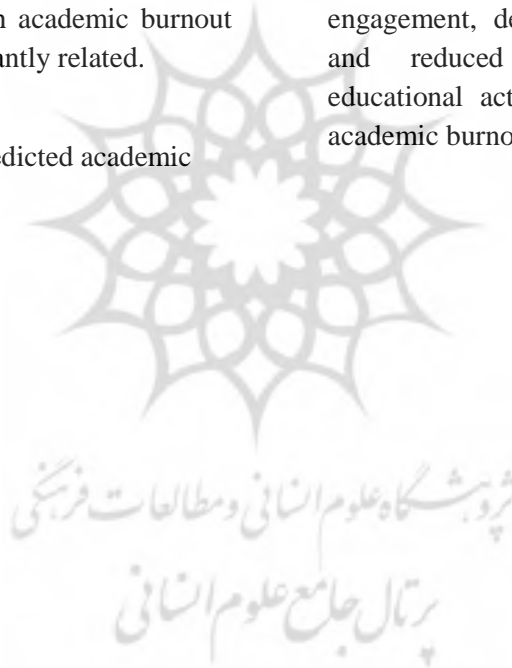 academic burnout
antly related.
edicted academic
engagement, de
and reduced
educational act
academic burno
پژوهشگاه علوم انسانی و مطالعات فرهنگی
پرتال جامع علوم انسانی